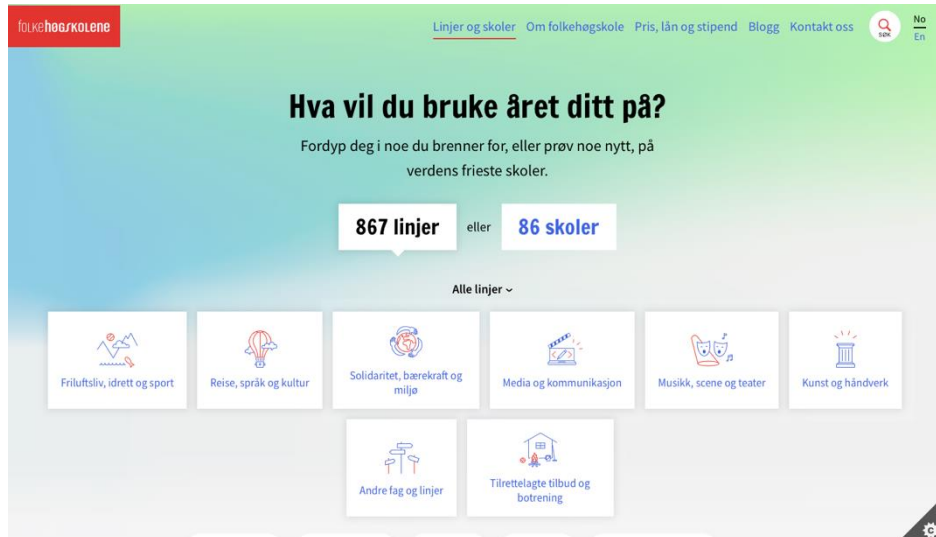 folkehøgskolene
Linjer og skoler
Om folkehøgskole
Pris, lån og stipend
Blogg
Kontakt oss
SØK
No
En
Hva vil du bruke året ditt på?
Fordyp deg i noe du brenner for, eller prøv noe nytt, på
verdens frieste skoler.
867 linjer
eller
86 skoler
Alle linjer
Friluftsliv, idrett og sport
Reise, språk og kultur
Solidaritet, bærekraft og
miljø
Media og kommunikasjon
Musikk, scene og teater
Kunst og håndverk
Andre fag og linjer
Tilrettelagte tilbud og
botrening